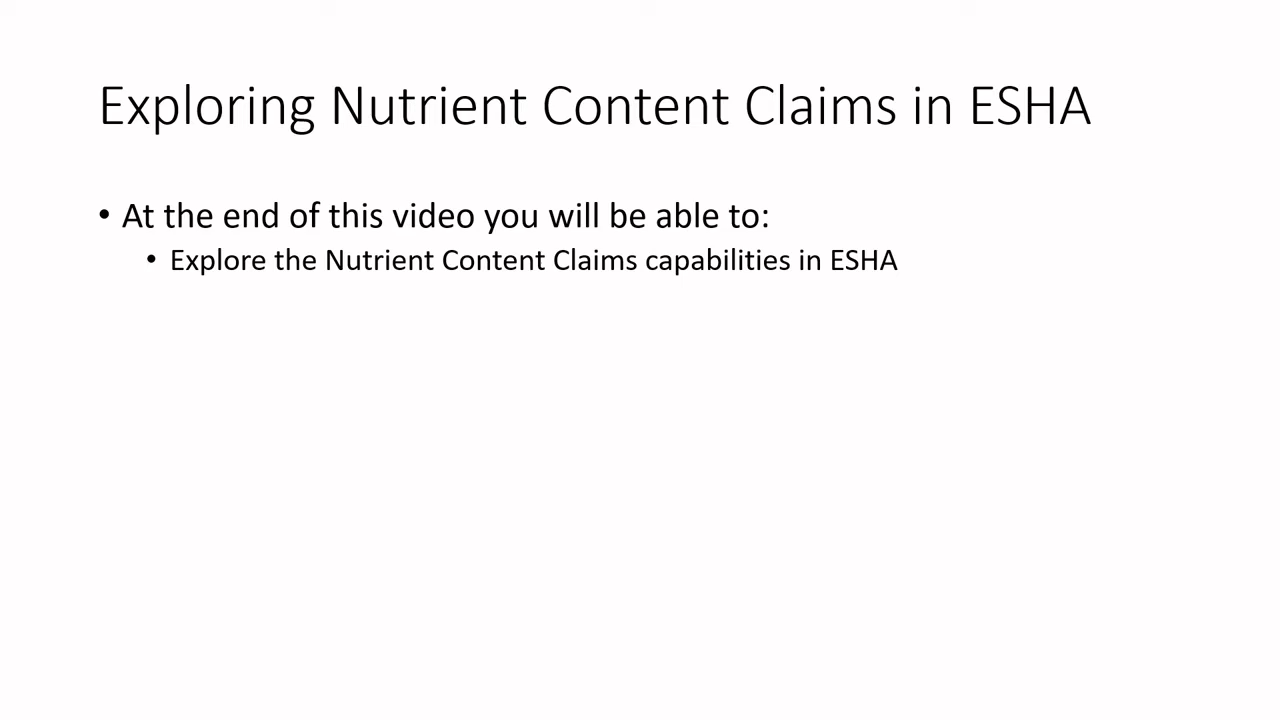 Exploring Nutrient Content Claims in ESHA
• At the end of this video you will be able to:
• Explore the Nutrient Content Claims capabilities in ESHA